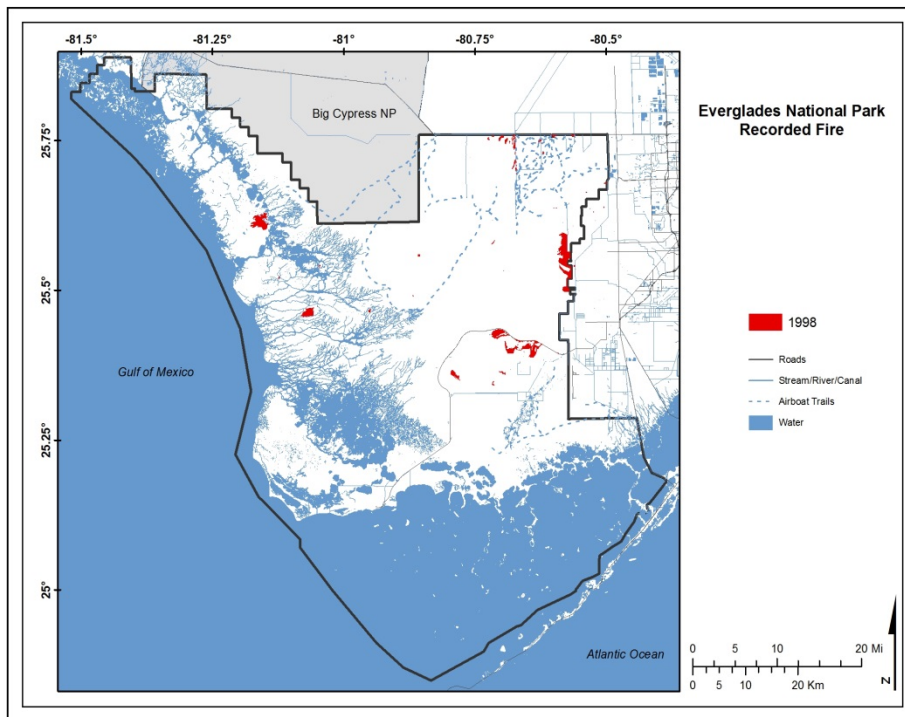 -81.5 -81.25 -81° -80.75 -80.5
Everglades National Park
Recorded Fire
Big Cypress NP
25.75°
25.5°
1998
Roads
Gulf of Mexico
Stream/River/Canal
Airboat Trails
Water
25.25°
25°
Atlantic Ocean
0 5 10 20 Mi
0 5 10 20 Km
N